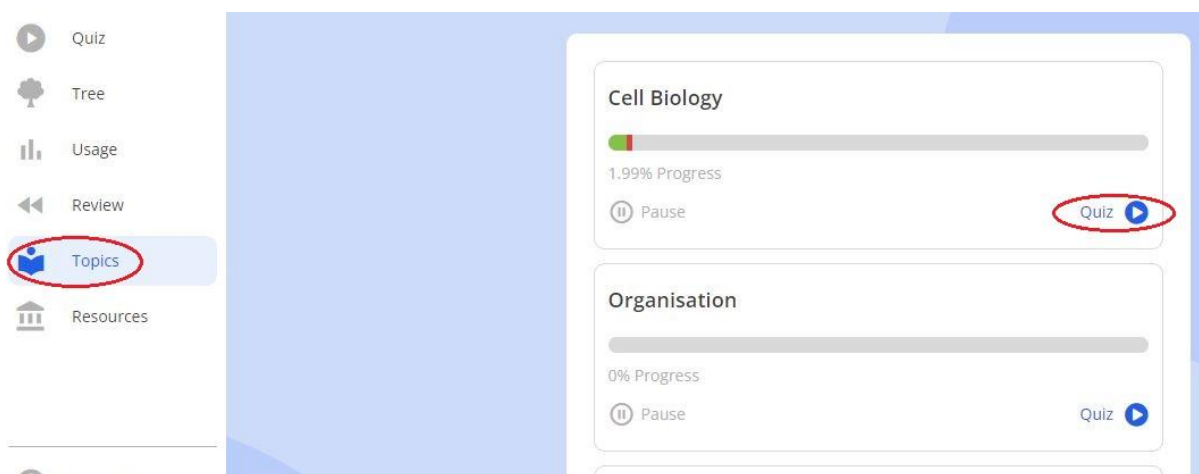 Quiz
Tree
Usage
Review
Topics
Resources
Cell Biology
1.99% Progress
Pause
Quiz
Organisation
0% Progress
Pause
Quiz